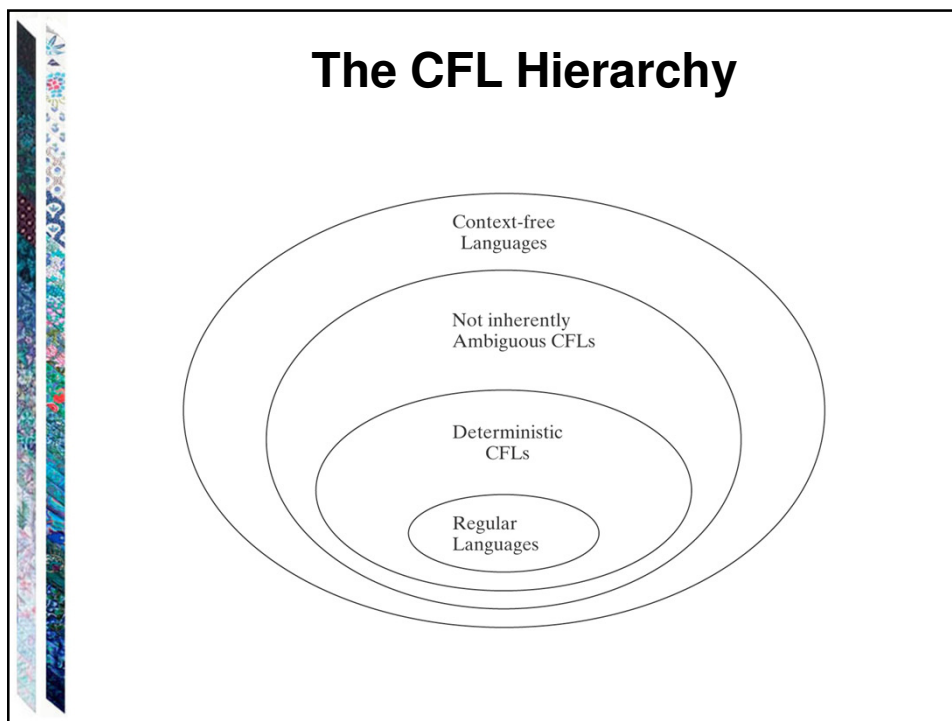 The CFL Hierarchy
Context-free
Languages
Not inherently
Ambiguous CFLs
Deterministic
CFLs
Regular
Languages